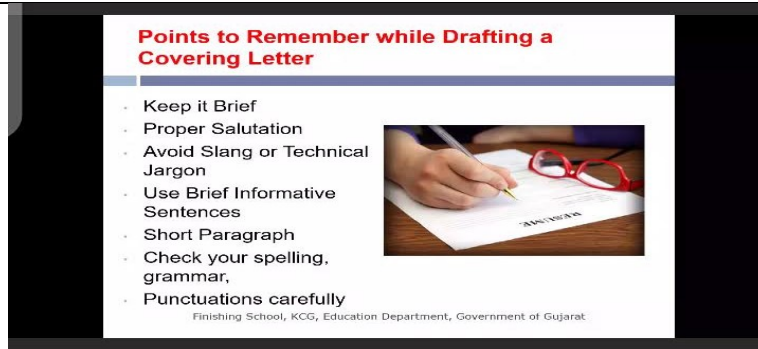 Points to Remember while Drafting a
Covering Letter
Keep it Brief
Proper Salutation
Avoid Slang or Technical
Jargon
Use Brief Informative
Sentences
Short Paragraph
Check your spelling,
grammar,
Punctuations carefully
RESUME
Finishing School, KCG, Education Department, Government of Gujarat